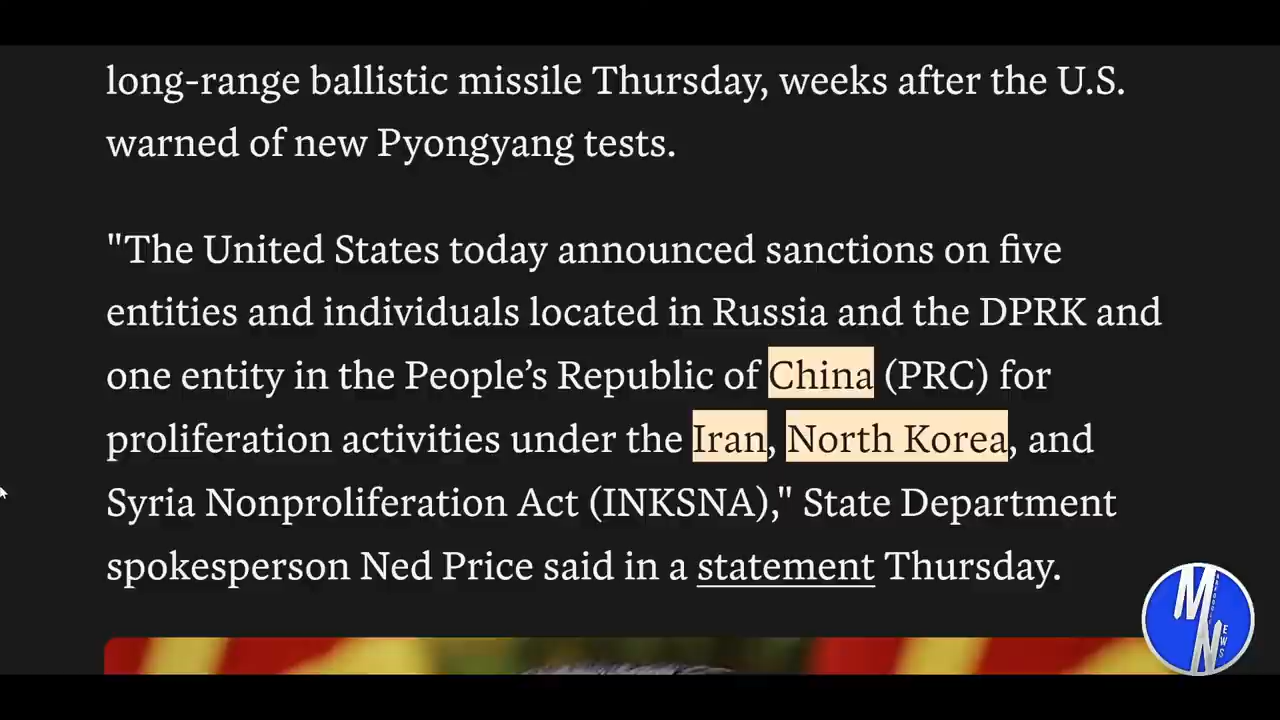 long-range ballistic missile Thursday, weeks after the U.S.
warned of new Pyongyang tests.
"The United States today announced sanctions on five
entities and individuals located in Russia and the DPRK and
one entity in the People’s Republic of China (PRC) for
proliferation activities under the Iran, North Korea, and
Syria Nonproliferation Act (INKSNA)," State Department
spokesperson Ned Price said in a statement Thursday.